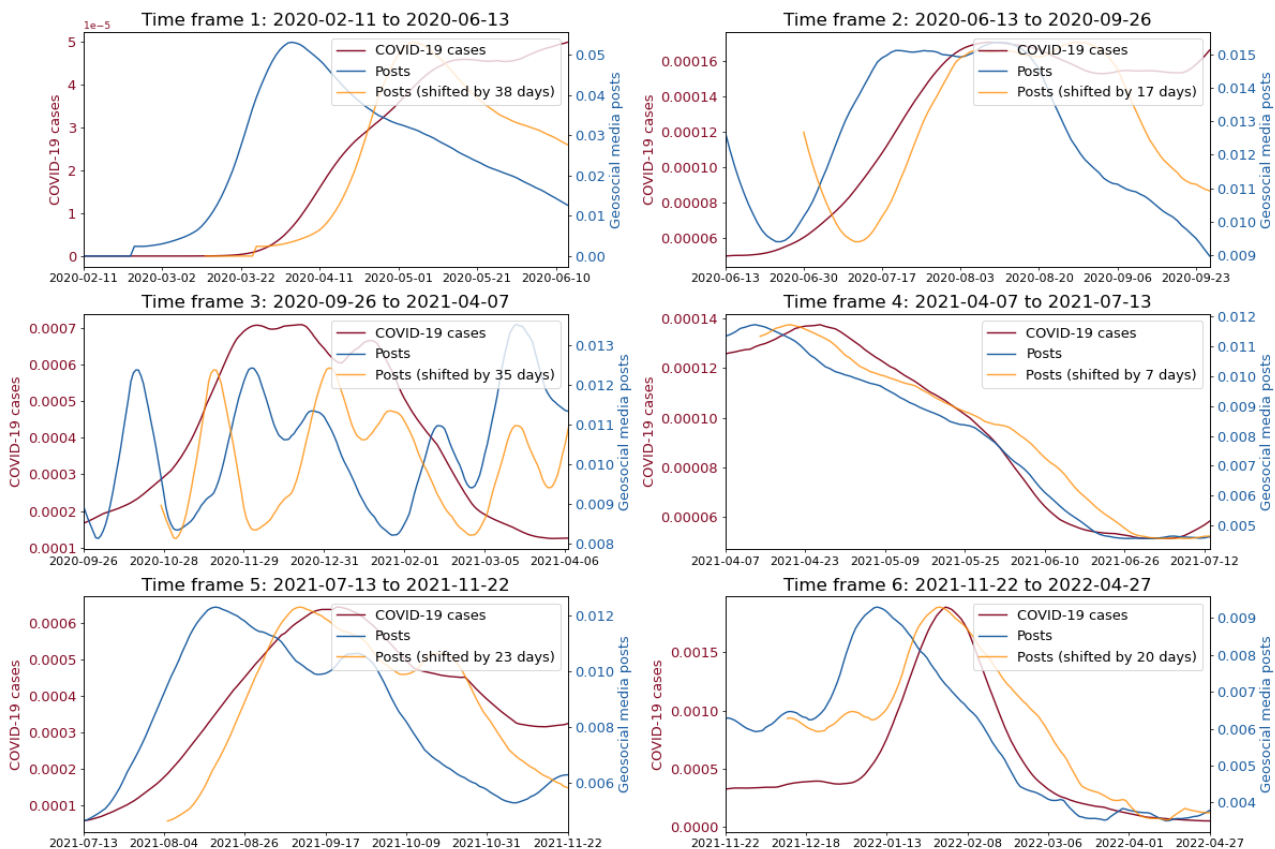 Time frame 1: 2020-02-11 to 2020-06-13
1e−5
5
4
3
2
1
0
COVID-19 cases
0.05
0.04
0.03
0.02
0.01
0.00
Geosocial media posts
COVID-19 cases
Posts
Posts (shifted by 38 days)
2020-02-11 2020-03-02 2020-03-22 2020-04-11 2020-05-01 2020-05-21 2020-06-10
Time frame 2: 2020-06-13 to 2020-09-26
0.00016
0.00014
0.00012
0.00010
0.00008
0.00006
COVID-19 cases
0.015
0.014
0.013
0.012
0.011
0.010
0.009
Geosocial media posts
COVID-19 cases
Posts
Posts (shifted by 17 days)
2020-06-13 2020-06-30 2020-07-17 2020-08-03 2020-08-20 2020-09-06 2020-09-23
Time frame 3: 2020-09-26 to 2021-04-07
0.0007
0.0006
0.0005
0.0004
0.0003
0.0002
0.0001
COVID-19 cases
0.013
0.012
0.011
0.010
0.009
0.008
Geosocial media posts
COVID-19 cases
Posts
Posts (shifted by 35 days)
2020-09-26 2020-10-28 2020-11-29 2020-12-31 2021-02-01 2021-03-05 2021-04-06
Time frame 4: 2021-04-07 to 2021-07-13
0.00014
0.00012
0.00010
0.00008
0.00006
COVID-19 cases
0.012
0.011
0.010
0.009
0.008
0.007
0.006
0.005
Geosocial media posts
COVID-19 cases
Posts
Posts (shifted by 7 days)
2021-04-07 2021-04-23 2021-05-09 2021-05-25 2021-06-10 2021-06-26 2021-07-12
Time frame 5: 2021-07-13 to 2021-11-22
0.0006
0.0005
0.0004
0.0003
0.0002
0.0001
COVID-19 cases
0.012
0.010
0.008
0.006
Geosocial media posts
COVID-19 cases
Posts
Posts (shifted by 23 days)
2021-07-13 2021-08-04 2021-08-26 2021-09-17 2021-10-09 2021-10-31 2021-11-22
Time frame 6: 2021-11-22 to 2022-04-27
0.0015
0.0010
0.0005
0.0000
COVID-19 cases
0.009
0.008
0.007
0.006
0.005
0.004
Geosocial media posts
COVID-19 cases
Posts
Posts (shifted by 20 days)
2021-11-22 2021-12-18 2022-01-13 2022-02-08 2022-03-06 2022-04-01 2022-04-27